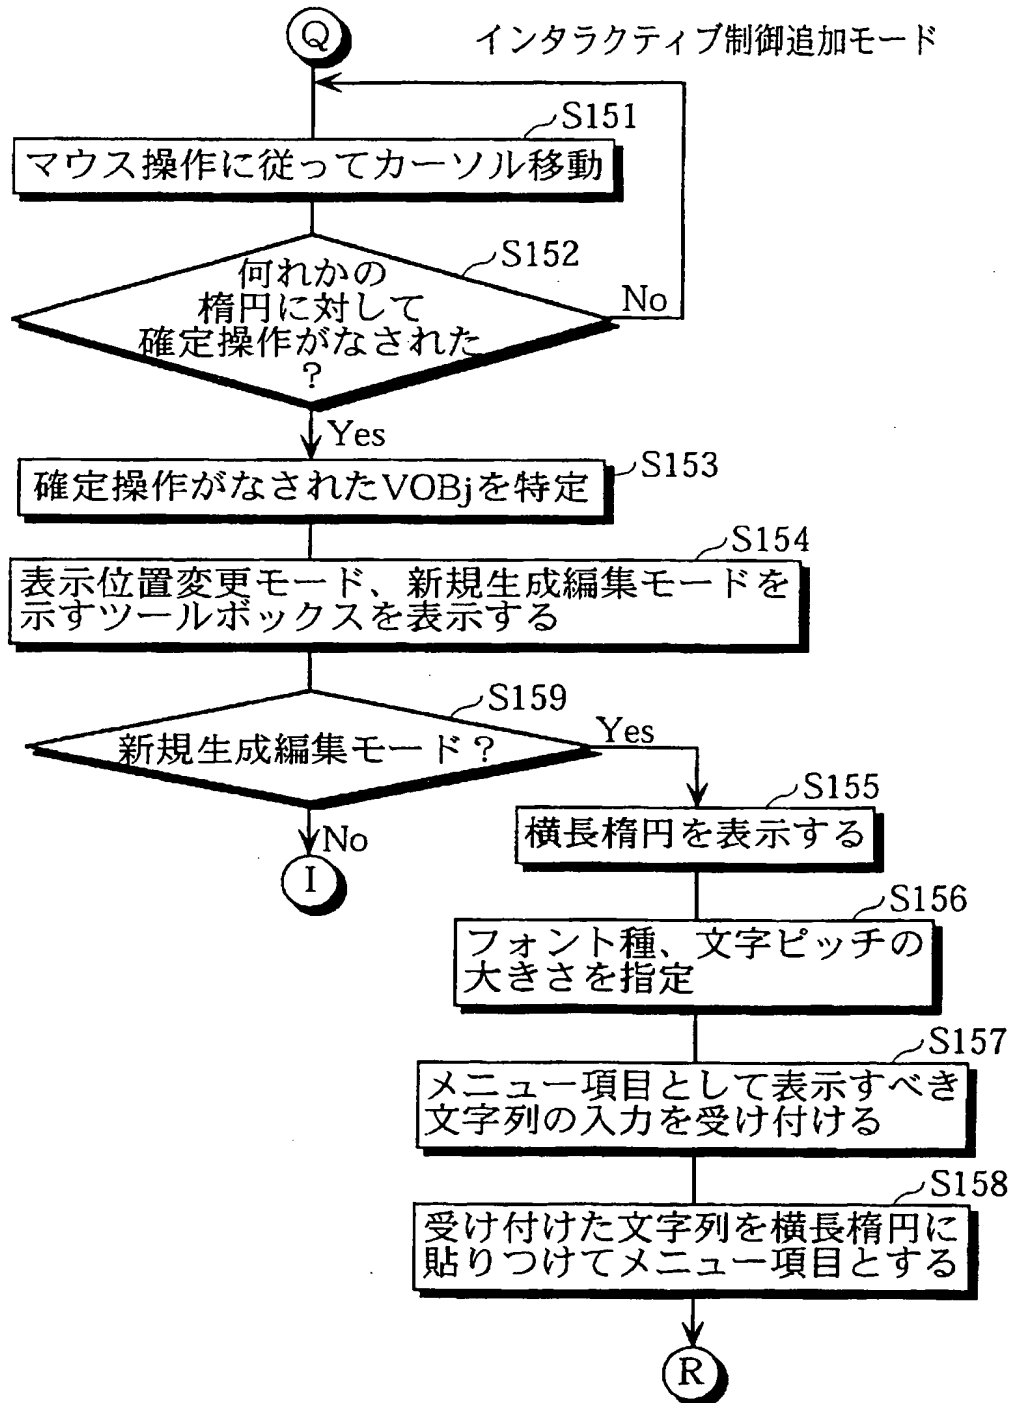 Q
インタラクティブ制御追加モード
S151
マウス操作に従ってカーソル移動
S152
何れかの
楕円に対して
確定操作がなされた
?
No
Yes
S153
確定操作がなされたVOBjを特定
S154
表示位置変更モード、新規生成編集モードを
示すツールボックスを表示する
S159
新規生成編集モード?
Yes
No
I
S155
横長楕円を表示する
S156
フォント種、文字ピッチの
大きさを指定
S157
メニュー項目として表示すべき
文字列の入力を受け付ける
S158
受け付けた文字列を横長楕円に
貼りつけてメニュー項目とする
R